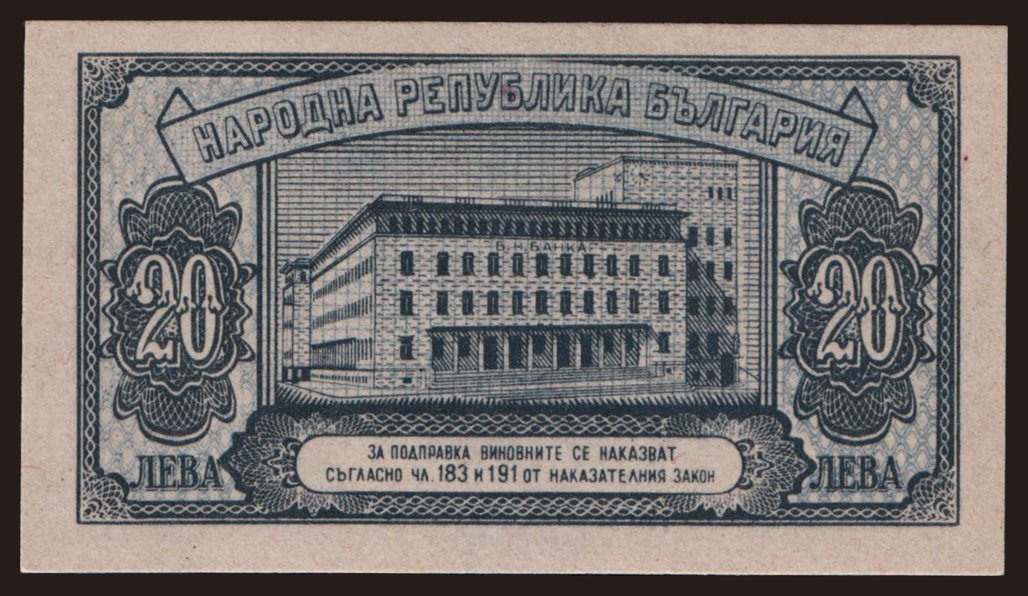 НАРОДНА РЕПУБЛИКА БЪЛГАРИЯ
Б.Н.БАНКА
20
20
ЗА ПОДПРАВКА ВИНОВНИТЕ СЕ НАКАЗВАТ
СЪГЛАСНО ЧЛ. 183 И 191 ОТ НАКАЗАТЕЛНИЯ ЗАКОН
ЛЕВА
ЛЕВА